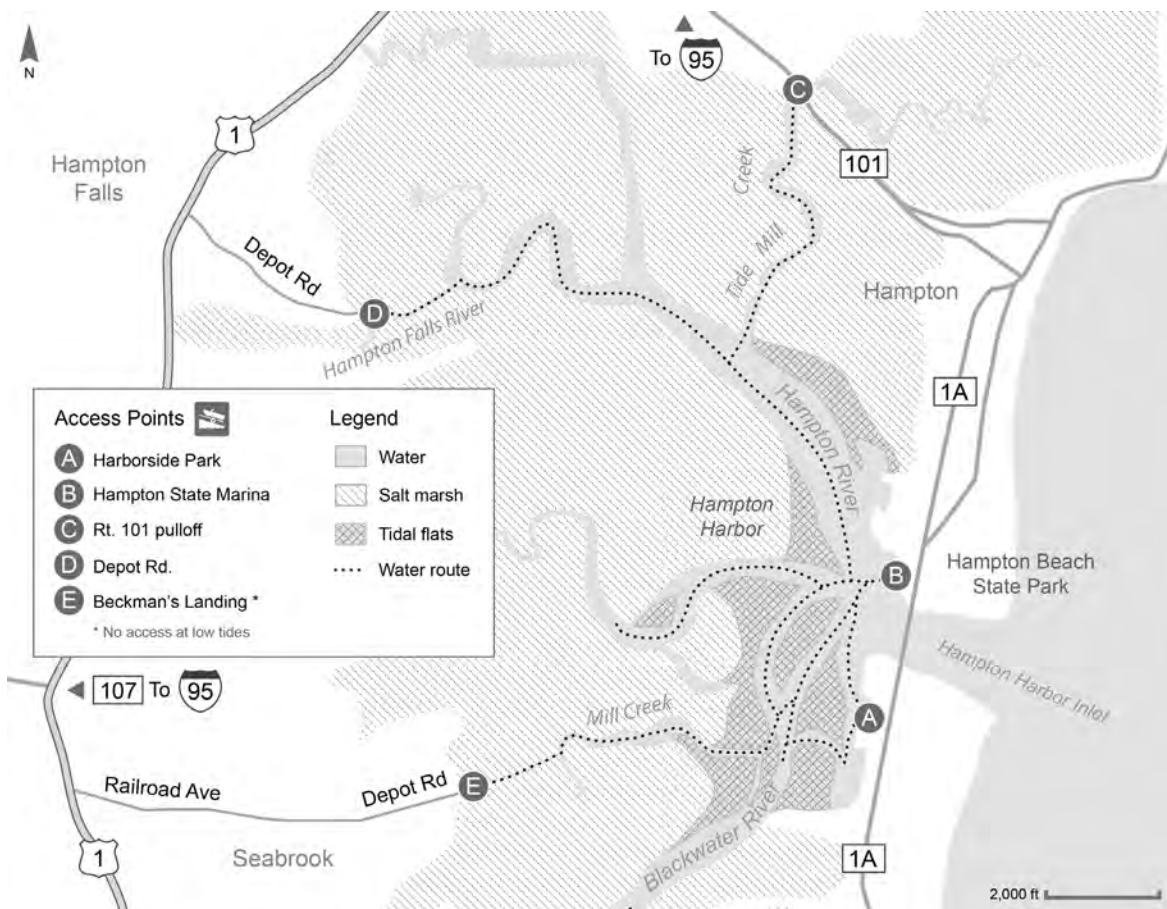 N
To 95
C
1
Hampton
Falls
101
Creek
Tide Mill
Depot Rd
D
Hampton Falls River
Hampton
1A
Access Points
A Harborside Park
B Hampton State Marina
C Rt. 101 pulloff
D Depot Rd.
E Beckman's Landing *
* No access at low tides
Legend
Water
Salt marsh
Tidal flats
Water route
Hampton River
Hampton
Harbor
B
Hampton Beach
State Park
Hampton Harbor Inlet
107 To 95
Mill Creek
A
E
Depot Rd
Railroad Ave
Seabrook
1
Blackwater River
1A
2,000 ft